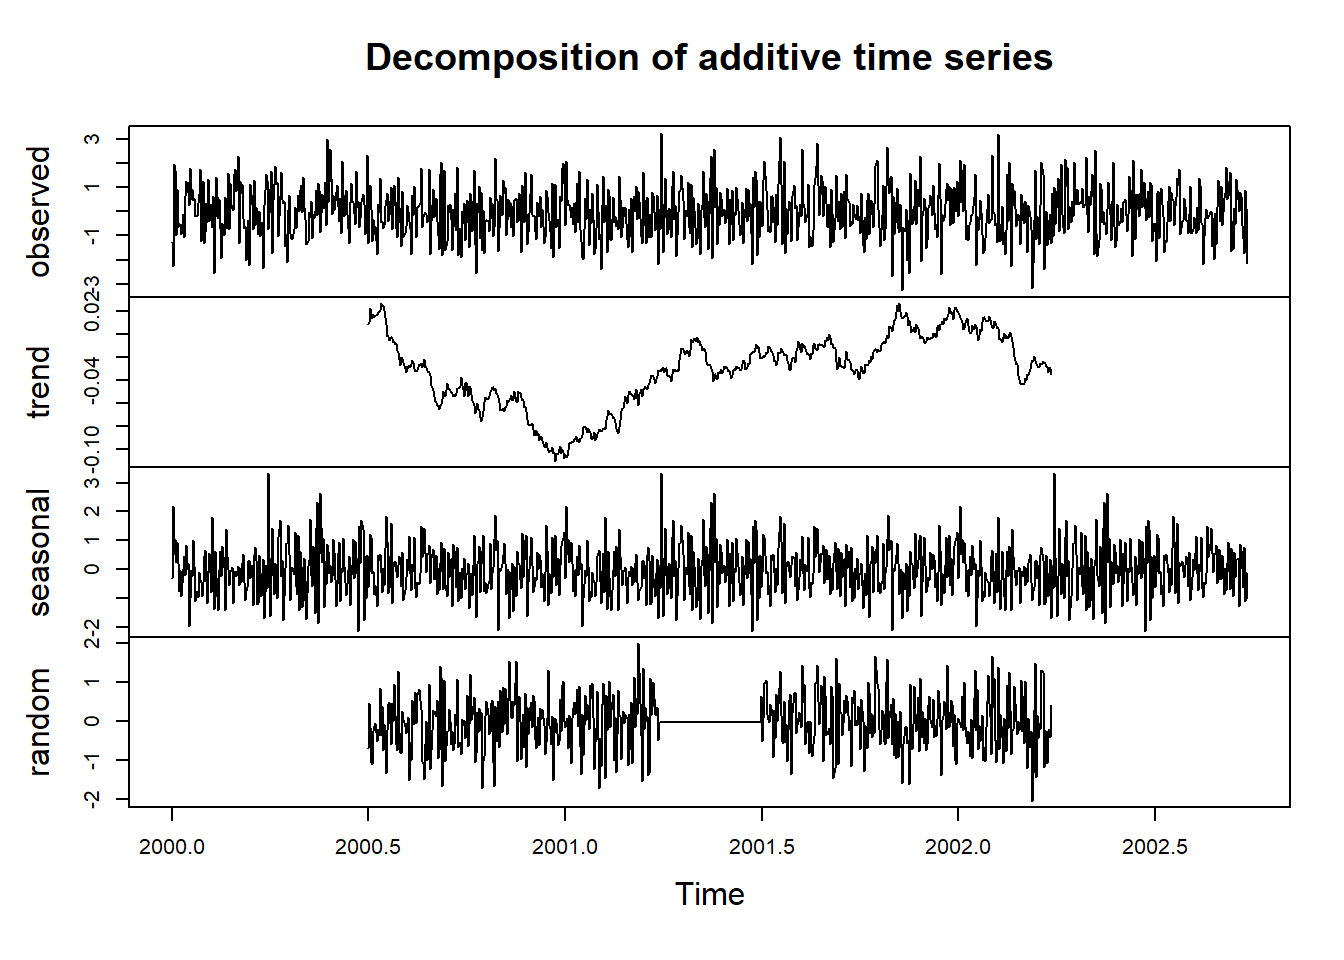 Decomposition of additive time series
observed
-3 -1 1 3
trend
-0.10 -0.04 0.02
seasonal
-2 0 1 2 3
random
-2 -1 0 1 2
2000.0 2000.5 2001.0 2001.5 2002.0 2002.5
Time